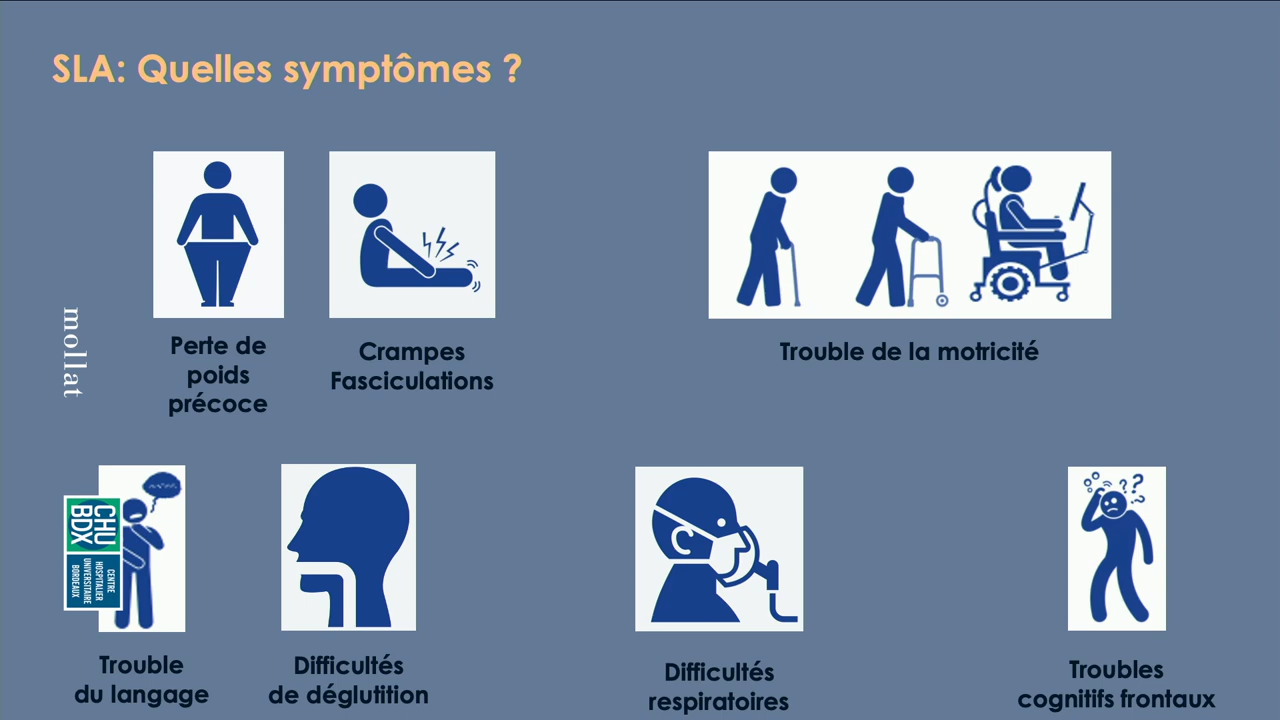 SLA: Quelles symptômes ?
Perte de
poids
précoce
Crampes
Fasciculations
Trouble de la motricité
mollat
CHU
BDX
CENTRE
HOSPITALIER
UNIVERSITAIRE
BORDEAUX
? ?
?
Trouble
du langage
Difficultés
de déglutition
Difficultés
respiratoires
Troubles
cognitifs frontaux